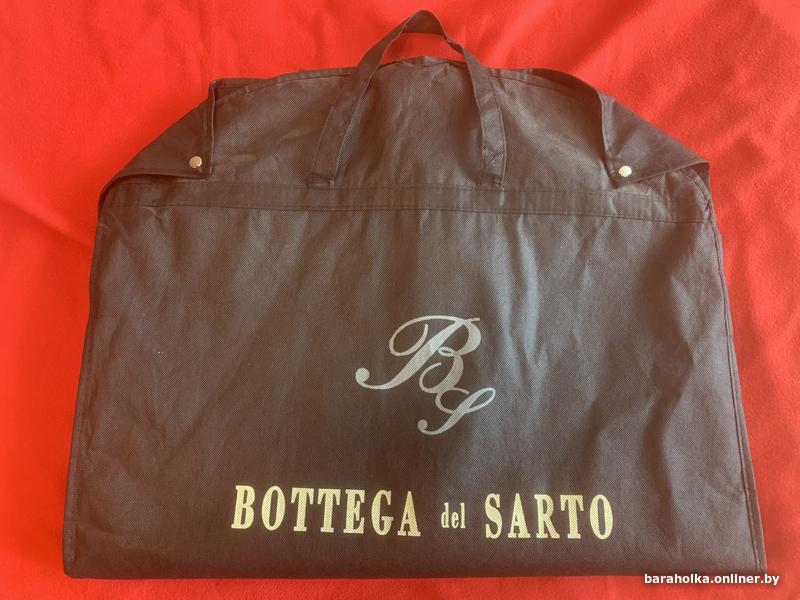 BS
BOTTEGA del SARTO
baraholka.onliner.by